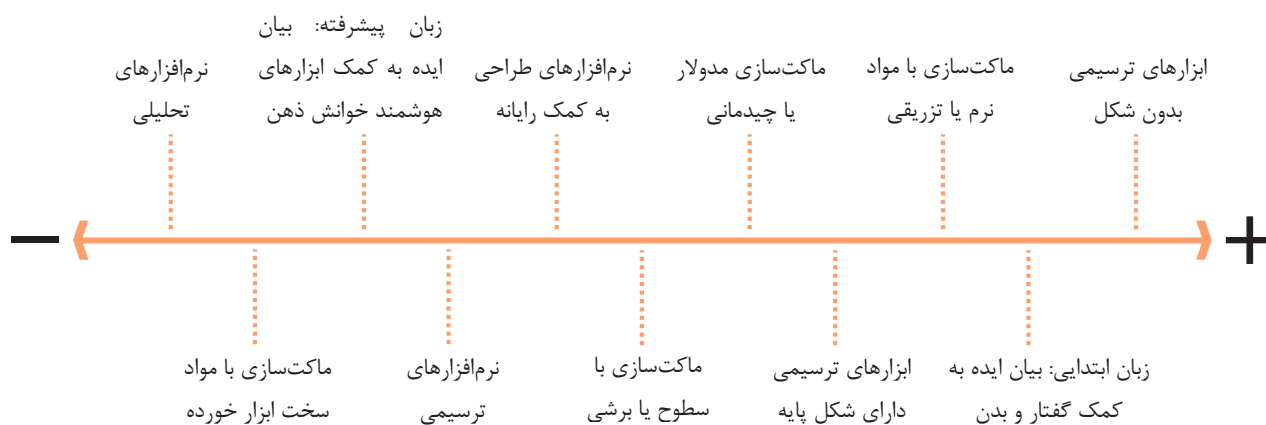 ابزارهای ترسیمی
بدون شکل
ماکت‌سازی با مواد
نرم یا تزریقی
ماکت‌سازی مدولار
یا چیدمانی
نرم‌افزارهای طراحی
به کمک رایانه
زبان پیشرفته: بیان
ایده به کمک ابزارهای
هوشمند خوانش ذهن
نرم‌افزارهای
تحلیلی
+
−
زبان ابتدایی: بیان ایده به
کمک گفتار و بدن
ابزارهای ترسیمی
دارای شکل پایه
ماکت‌سازی با
سطوح یا برشی
نرم‌افزارهای
ترسیمی
ماکت‌سازی با مواد
سخت ابزار خورده